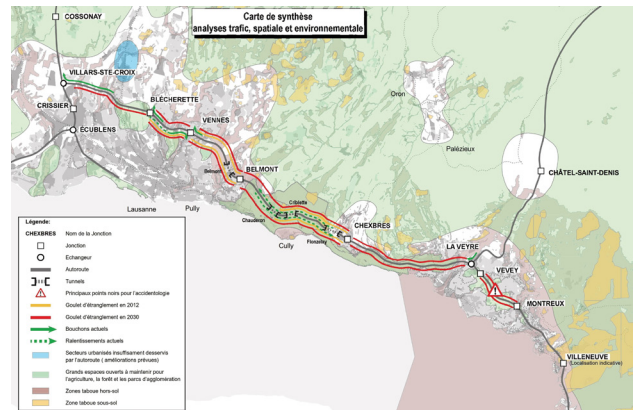 Carte de synthèse
analyses trafic, spatiale et environnementale
COSSONAY
VILLARS-STE-CROIX
CRISSIER
ÉCUBLENS
BLÉCHERETTE
VENNES
Belmont
BELMONT
Lausanne
Pully
Chauderon
Criblette
Cully
Flonzaley
CHEXBRES
Oron
Palézieux
CHÂTEL-SAINT-DENIS
LA VEYRE
VEVEY
MONTREUX
VILLENEUVE
(Localisation indicative)
Légende:
CHEXBRES Nom de la Jonction
Jonction
Echangeur
Autoroute
Tunnels
Principaux points noirs pour l'accidentologie
Goulet d'étranglement en 2012
Goulet d'étranglement en 2030
Bouchons actuels
Ralentissements actuels
Secteurs urbanisés insuffisament desservis
par l'autoroute ( améliorations prévues)
Grands espaces ouverts à maintenir pour
l'agriculture, la forêt et les parcs d'agglomération
Zones taboue hors-sol
Zone taboue sous-sol